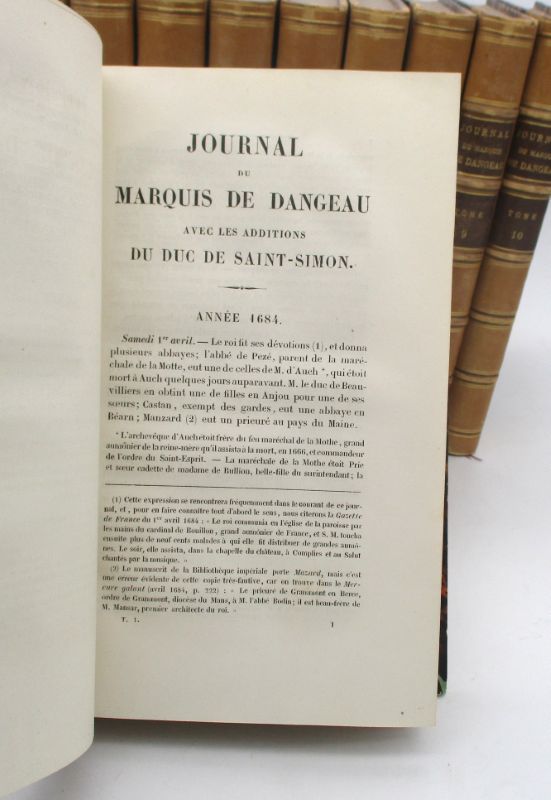 JOURNAL
DU
MARQUIS DE DANGEAU
AVEC LES ADDITIONS
DU DUC DE SAINT-SIMON.
ANNÉE 1684.
Samedi 1er avril. — Le roi fit ses dévotions (1), et donna
plusieurs abbayes; l'abbé de Pezé, parent de la maré-
chale de la Motte, eut une de celles de M. d'Auch *, qui étoit
mort à Auch quelques jours auparavant. M. le duc de Beau-
villiers en obtint une de filles en Anjou pour une de ses
sœurs; Castan, exempt des gardes, eut une abbaye en
Béarn; Manzard (2) eut un prieuré au pays du Maine.
* L'archevêque d'Auch étoit frère du feu maréchal de la Mothe, grand
aumônier de la reine-mère qu'il assista à la mort, en 1666, et commandeur
de l'ordre du Saint-Esprit. — La maréchale de la Mothe étoit Prie
et sœur cadette de madame de Bullion, belle-fille du surintendant; la
(1) Cette expression se rencontrera fréquemment dans le courant de ce jour-
nal, et, pour en faire connaître tout d'abord le sens, nous citerons la Gazette
de France du 1er avril 1684 : « Le roi communia en l'église de la paroisse par
les mains du cardinal de Bouillon, grand aumônier de France, et S. M. toucha
ensuite plus de neuf cents malades à qui elle fit distribuer de grandes aumô-
nes. Le soir, elle assista, dans la chapelle du château, à Complies et au Salut
chantés par la musique. »
(2) Le manuscrit de la Bibliothèque impériale porte Mazard, mais c'est
une erreur évidente de cette copie très-fautive, car on trouve dans le Mer-
cure galant (avril 1684, p. 222) : « Le prieuré de Grammont en Berce,
ordre de Grammont, diocèse du Mans, à M. l'abbé Bodin; il est beau-frère de
M. Mansar, premier architecte du roi. »
T. I. 1
JOURNAL
DU MARQUIS
DE DANGEAU
TOME
9
JOURN
DU MARQUIS
DE DANGEAU
TOME
10